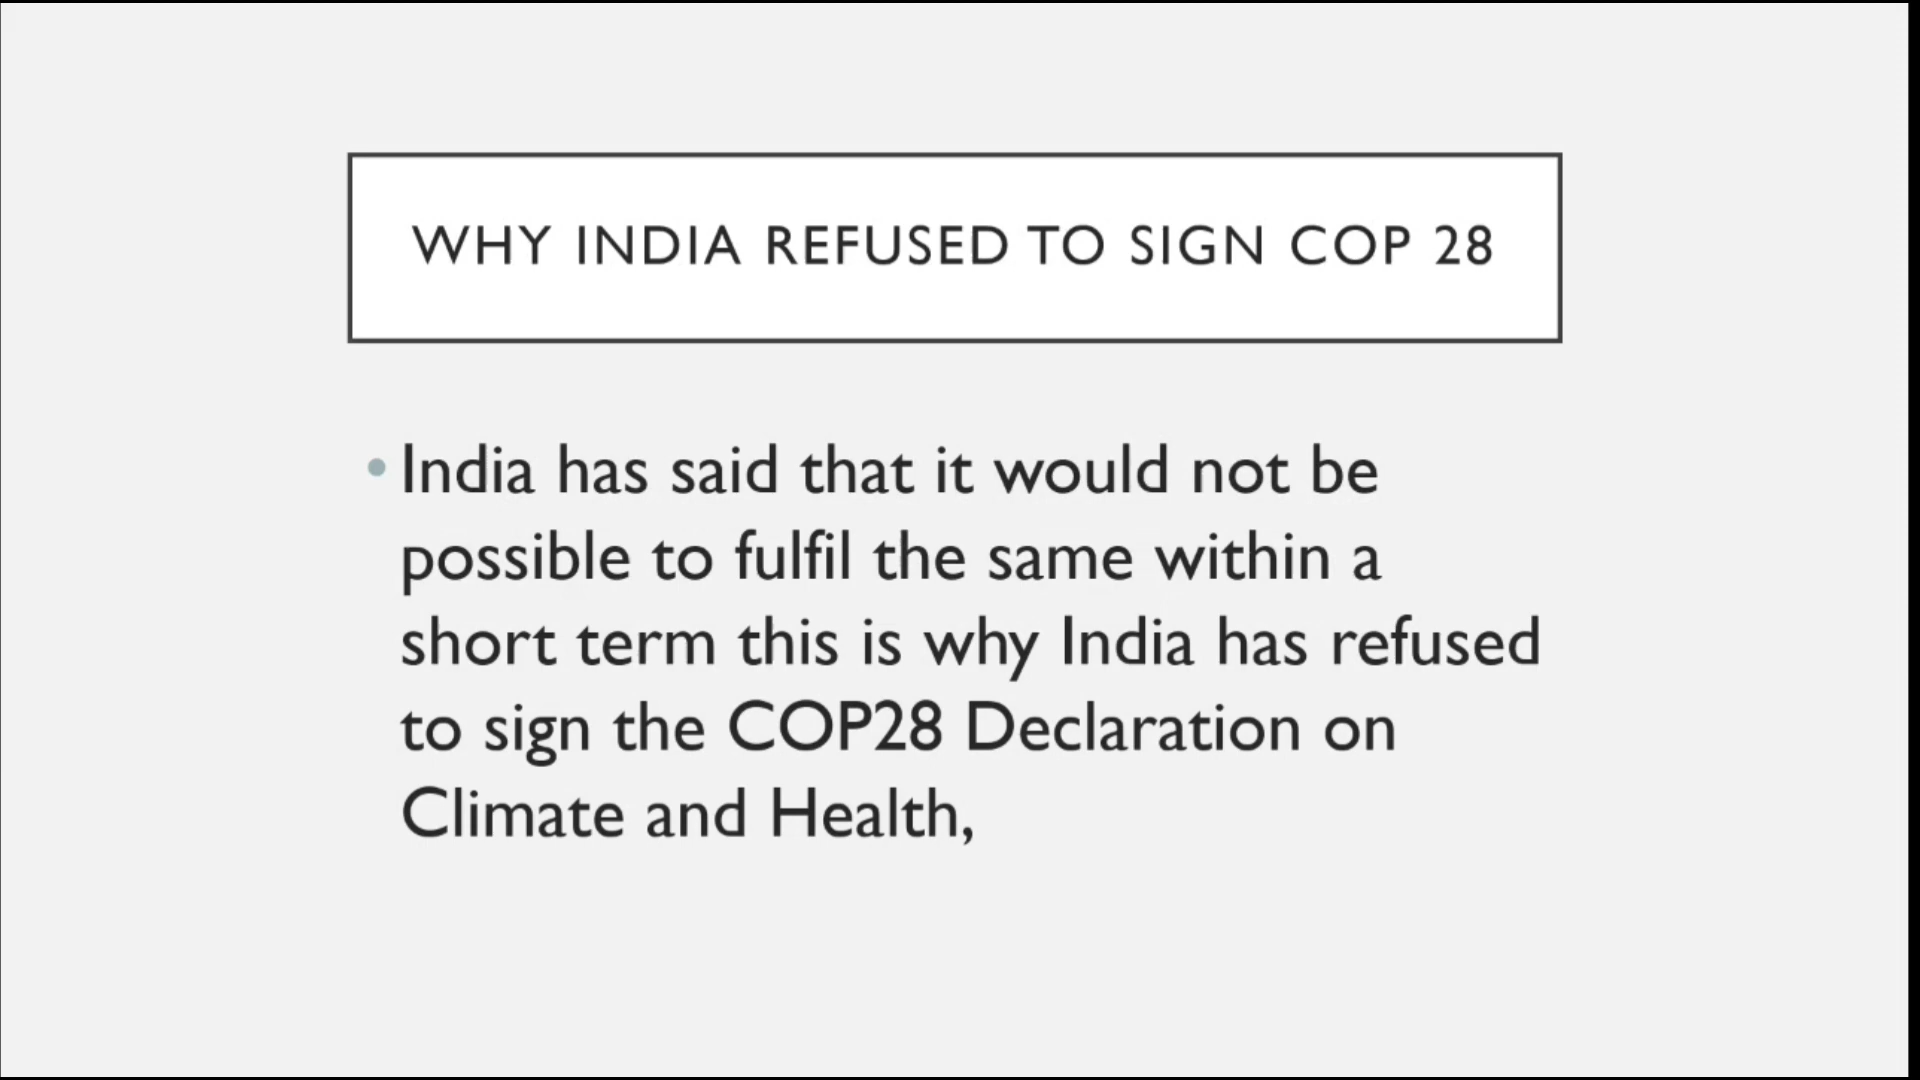 WHY INDIA REFUSED TO SIGN COP 28
• India has said that it would not be
possible to fulfil the same within a
short term this is why India has refused
to sign the COP28 Declaration on
Climate and Health,